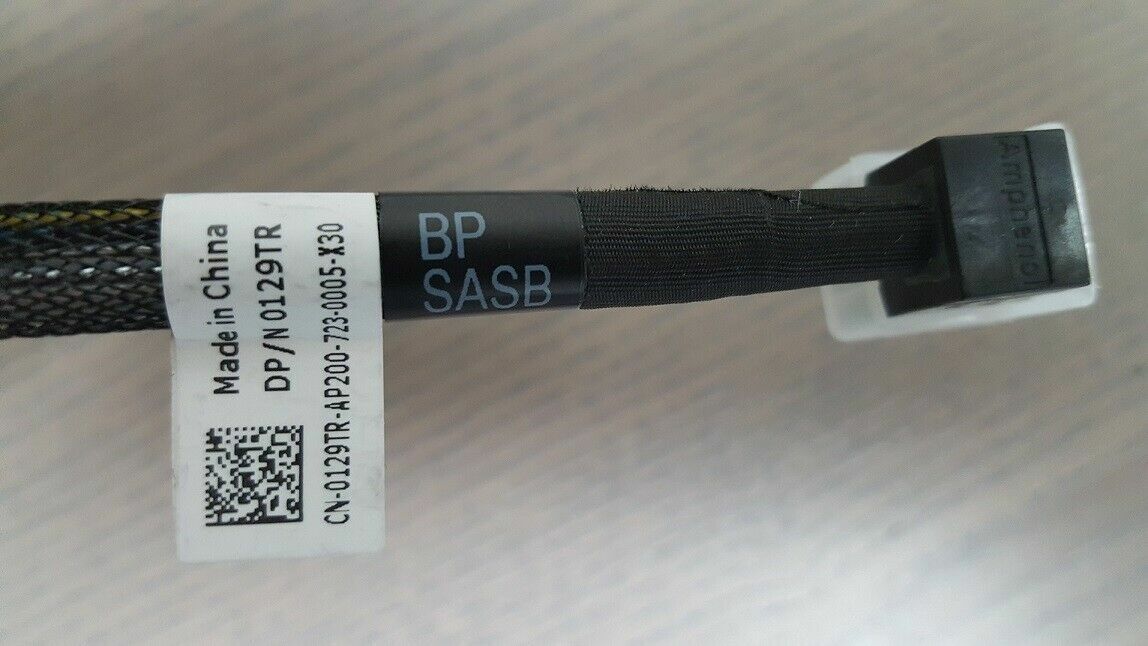 Made in China
DP/N 0129TR
CN-0129TR-AP200-723-0005-X30
BP
SASB
Amphenol